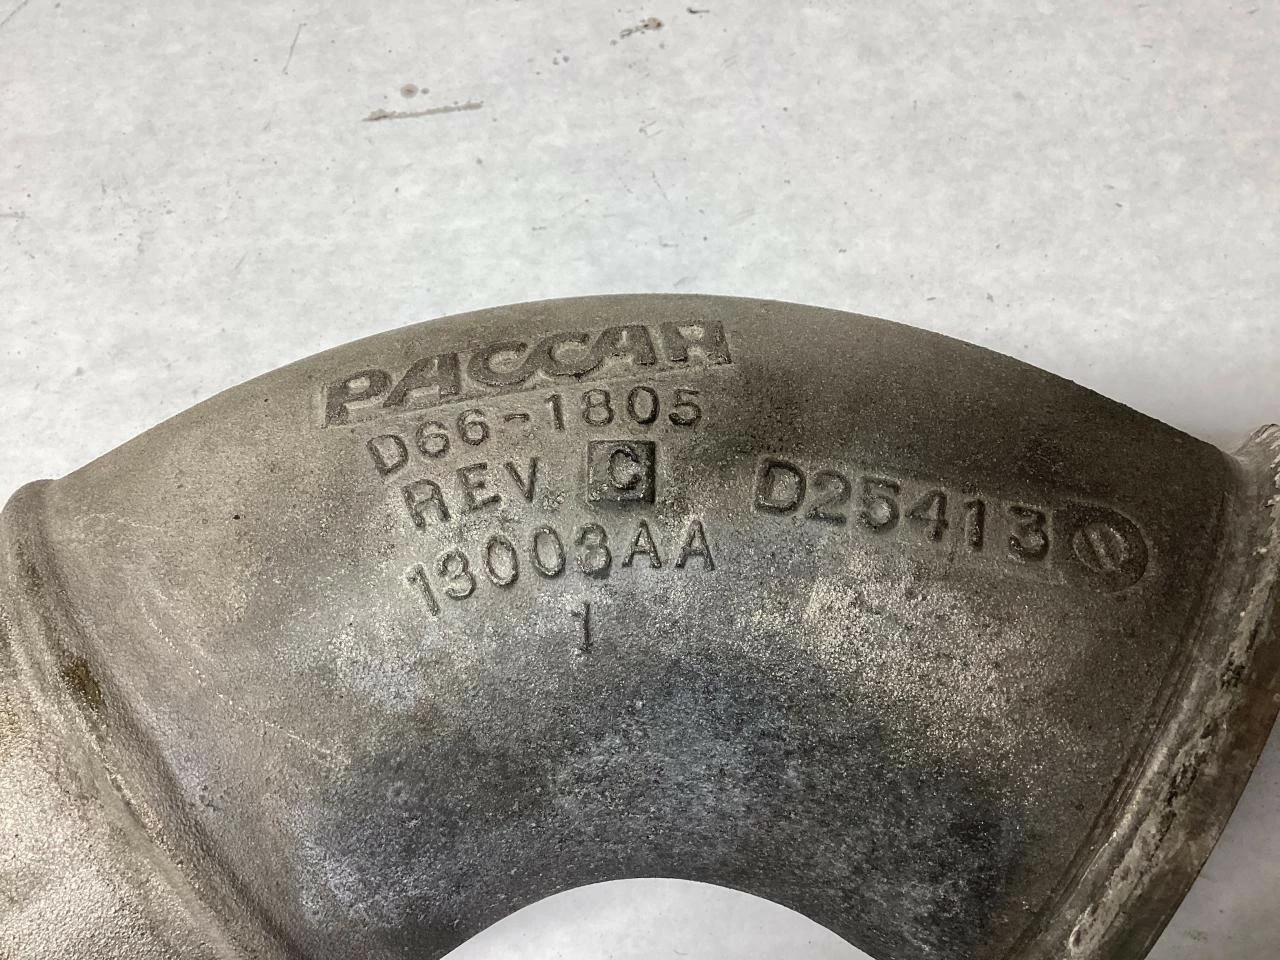 PACCAR
D66-1805
REV C
13003AA
1
D25413